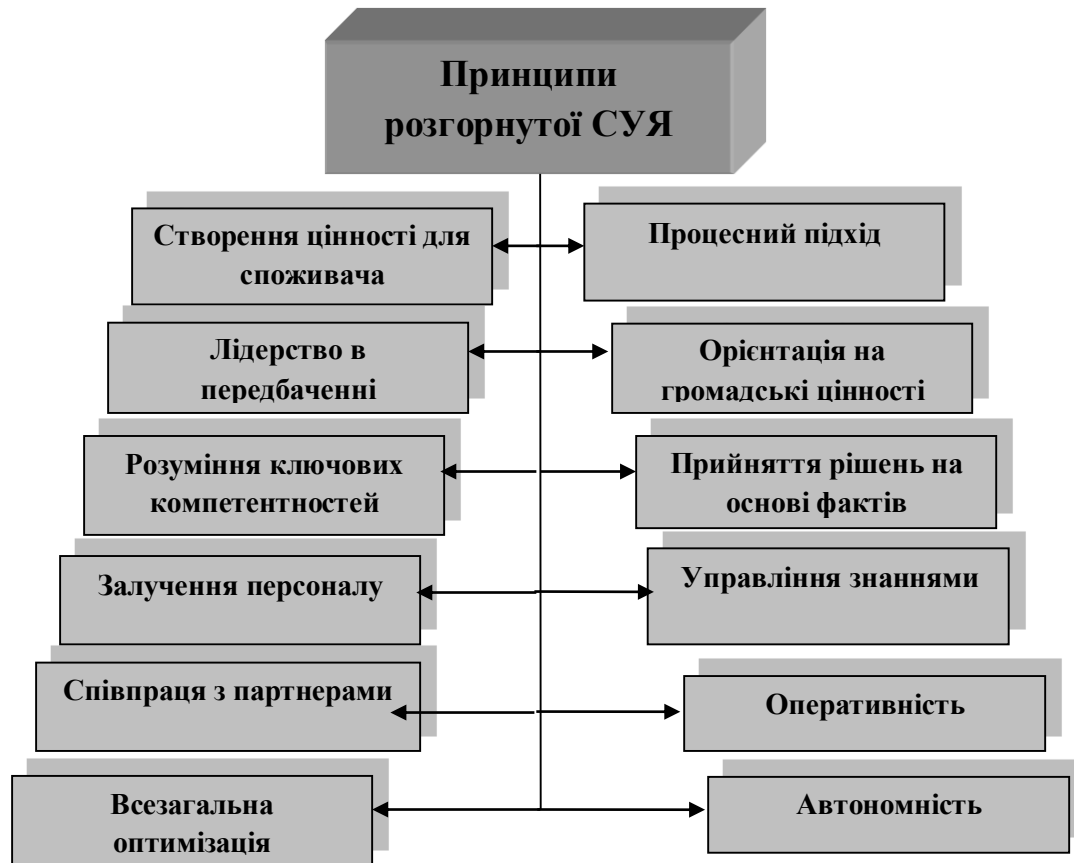 Принципи
розгорнутої СУЯ
Створення цінності для
споживача
Процесний підхід
Лідерство в
передбаченні
Орієнтація на
громадські цінності
Розуміння ключових
компетентностей
Прийняття рішень на
основі фактів
Залучення персоналу
Управління знаннями
Співпраця з партнерами
Оперативність
Всезагальна
оптимізація
Автономність